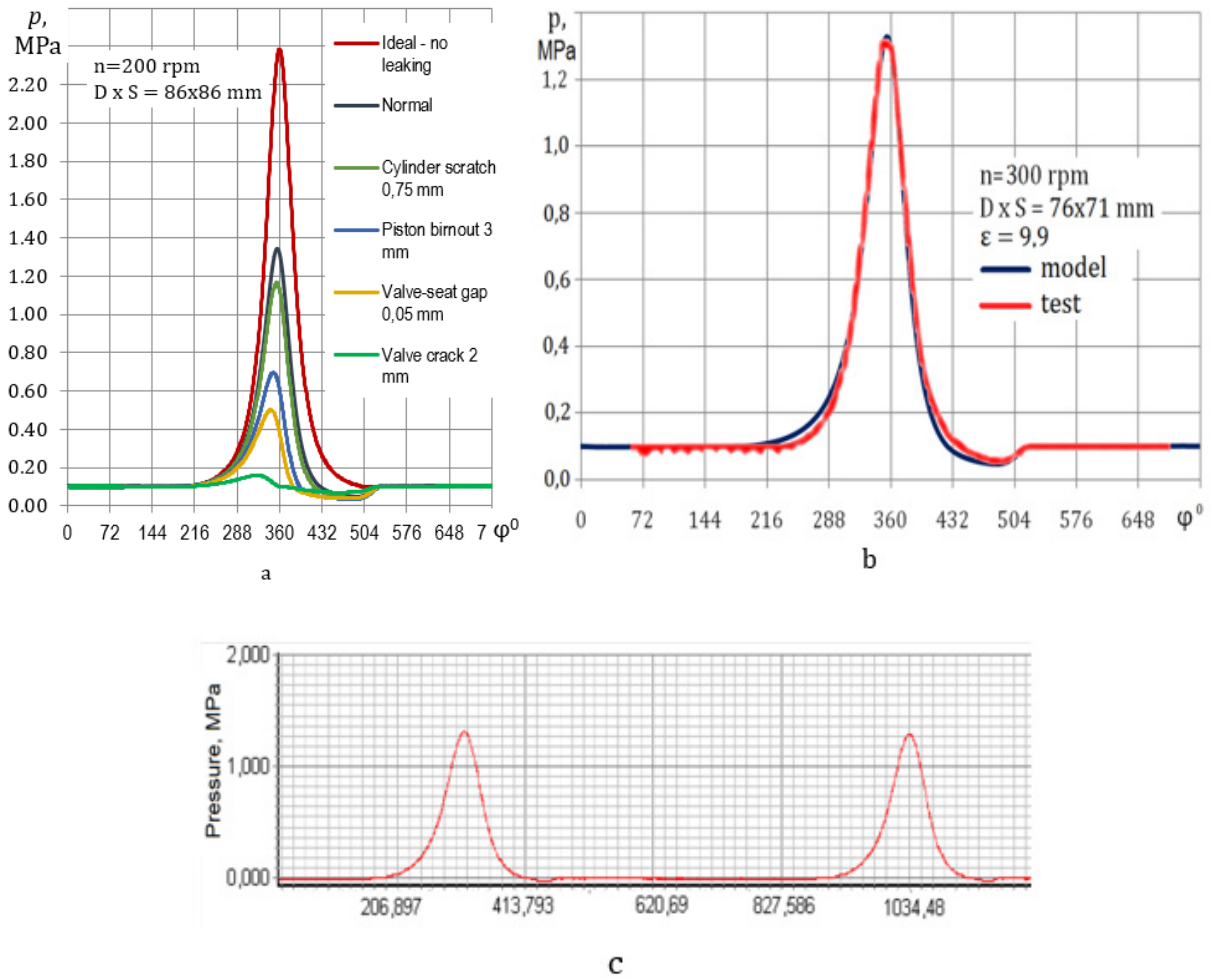 p,
MPa
n=200 rpm
D x S = 86x86 mm
2.20
2.00
1.80
1.60
1.40
1.20
1.00
0.80
0.60
0.40
0.20
0.00
0 72 144 216 288 360 432 504 576 648 7 φ⁰
Ideal - no
leaking
Normal
Cylinder scratch
0,75 mm
Piston birnout 3
mm
Valve-seat gap
0,05 mm
Valve crack 2
mm
a
p,
MPa
1,2
1,0
0,8
0,6
0,4
0,2
0,0
0 72 144 216 288 360 432 504 576 648 φ⁰
n=300 rpm
D x S = 76x71 mm
ε = 9,9
model
test
b
Pressure, MPa
2,000
1,000
0,000
206,897 413,793 620,69 827,586 1034,48
c